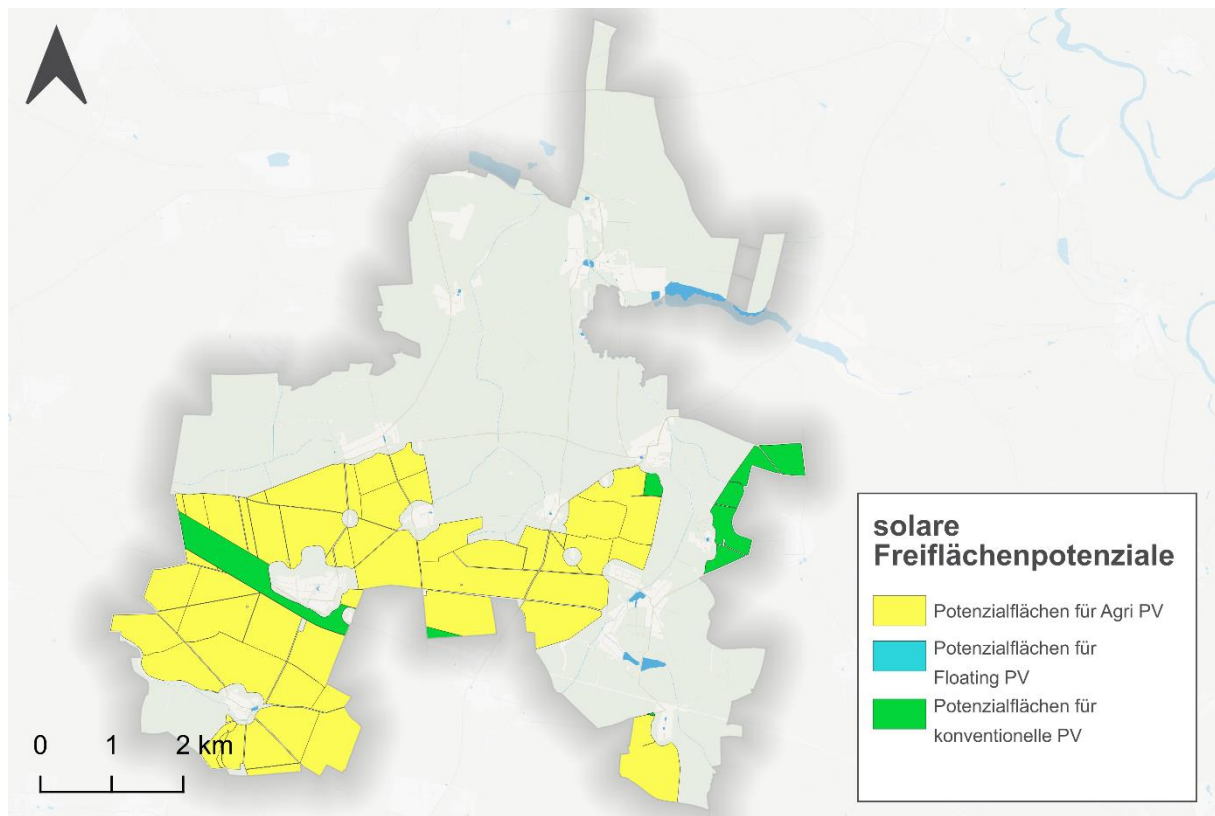 solare
Freiflächenpotenziale
Potenzialflächen für Agri PV
Potenzialflächen für
Floating PV
Potenzialflächen für
konventionelle PV
0 1 2 km